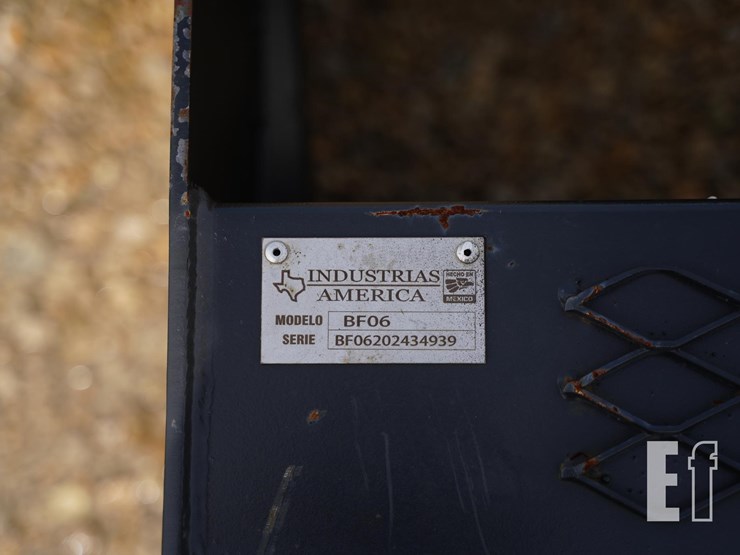 INDUSTRIAS
AMERICA
HECHO EN
MEXICO
MODELO BF06
SERIE BF06202434939
Ef